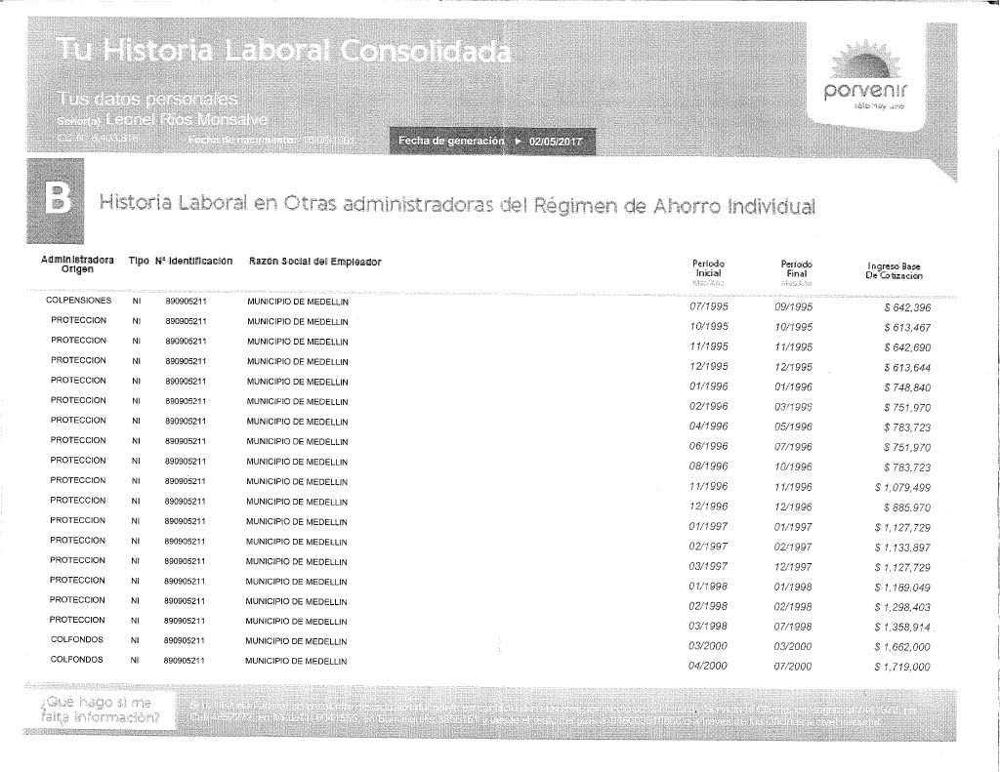 Tu Historia Laboral Consolidada
porvenir
sólo hay uno
Tus datos personales
Señor(a) Leonel Rios Monsalve
CC N°
Fecha de nacimiento:
Fecha de generación ▸ 02/05/2017
B Historia Laboral en Otras administradoras del Régimen de Ahorro Individual
Administradora Origen Tipo Nº Identificación Razón Social del Empleador Período Inicial Mes/Año Período Final Mes/Año Ingreso Base De Cotización
COLPENSIONES NI 890905211 MUNICIPIO DE MEDELLIN 07/1995 09/1995 $ 642,396
PROTECCION NI 890905211 MUNICIPIO DE MEDELLIN 10/1995 10/1995 $ 613,467
PROTECCION NI 890905211 MUNICIPIO DE MEDELLIN 11/1995 11/1995 $ 642,690
PROTECCION NI 890905211 MUNICIPIO DE MEDELLIN 12/1995 12/1995 $ 613,644
PROTECCION NI 890905211 MUNICIPIO DE MEDELLIN 01/1996 01/1996 $ 748,840
PROTECCION NI 890905211 MUNICIPIO DE MEDELLIN 02/1996 03/1996 $ 751,970
PROTECCION NI 890905211 MUNICIPIO DE MEDELLIN 04/1996 05/1996 $ 783,723
PROTECCION NI 890905211 MUNICIPIO DE MEDELLIN 06/1996 07/1996 $ 751,970
PROTECCION NI 890905211 MUNICIPIO DE MEDELLIN 08/1996 10/1996 $ 783,723
PROTECCION NI 890905211 MUNICIPIO DE MEDELLIN 11/1996 11/1996 $ 1,079,499
PROTECCION NI 890905211 MUNICIPIO DE MEDELLIN 12/1996 12/1996 $ 885,970
PROTECCION NI 890905211 MUNICIPIO DE MEDELLIN 01/1997 01/1997 $ 1,127,729
PROTECCION NI 890905211 MUNICIPIO DE MEDELLIN 02/1997 02/1997 $ 1,133,897
PROTECCION NI 890905211 MUNICIPIO DE MEDELLIN 03/1997 12/1997 $ 1,127,729
PROTECCION NI 890905211 MUNICIPIO DE MEDELLIN 01/1998 01/1998 $ 1,189,049
PROTECCION NI 890905211 MUNICIPIO DE MEDELLIN 02/1998 02/1998 $ 1,298,403
PROTECCION NI 890905211 MUNICIPIO DE MEDELLIN 03/1998 07/1998 $ 1,358,914
COLFONDOS NI 890905211 MUNICIPIO DE MEDELLIN 03/2000 03/2000 $ 1,662,000
COLFONDOS NI 890905211 MUNICIPIO DE MEDELLIN 04/2000 07/2000 $ 1,719,000
¿Qué hago si me
falta información?